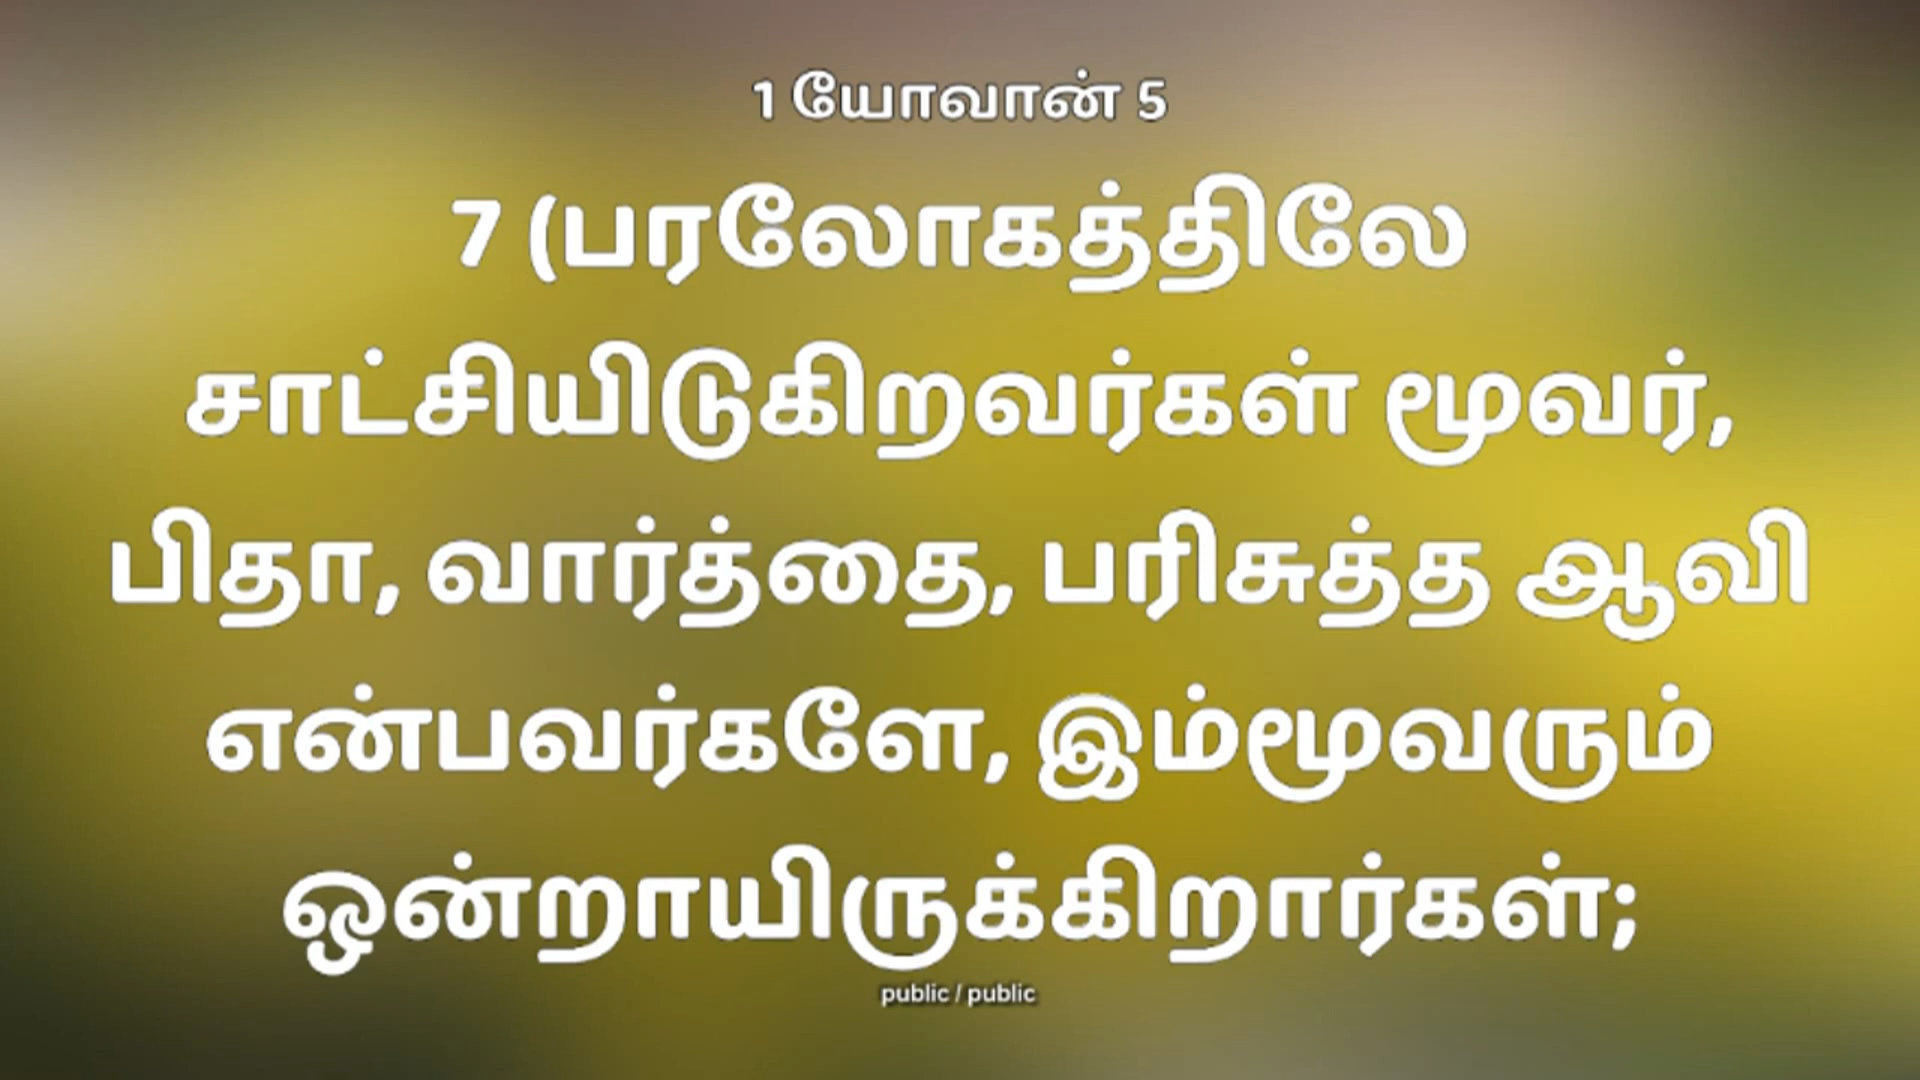 1 யோவான் 5
7 (பரலோகத்திலே
சாட்சியிடுகிறவர்கள் மூவர்,
பிதா, வார்த்தை, பரிசுத்த ஆவி
என்பவர்களே, இம்மூவரும்
ஒன்றாயிருக்கிறார்கள்;
public / public